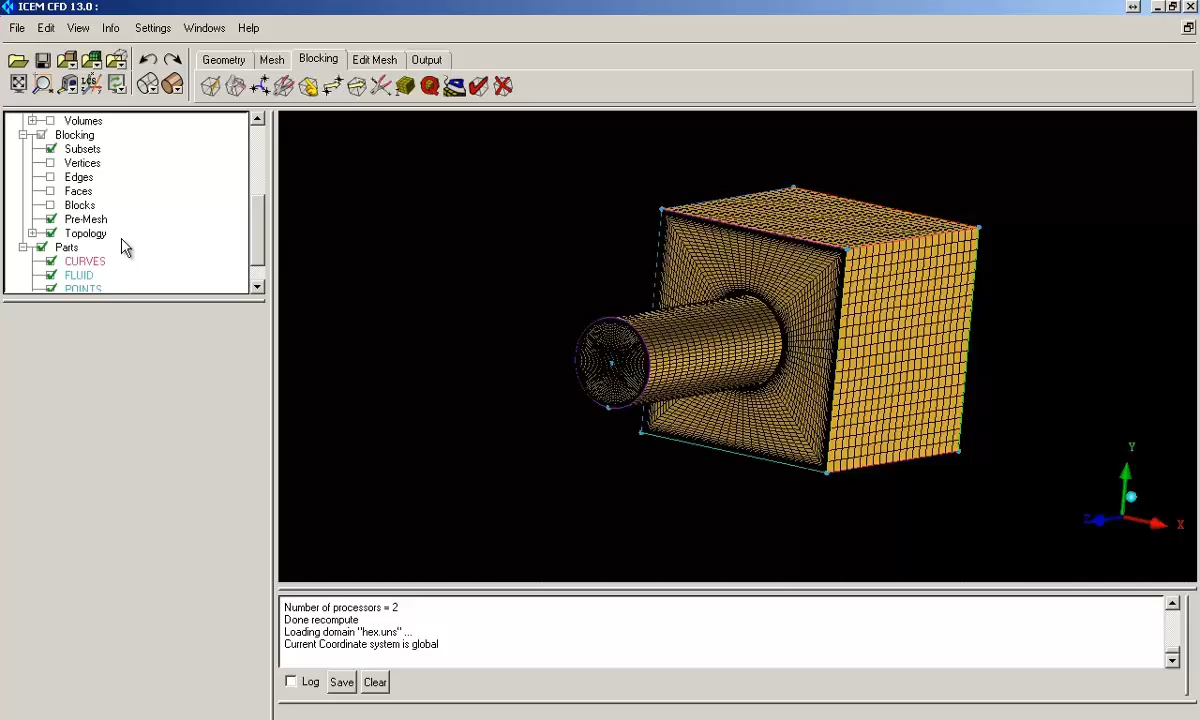 ICEM CFD 13.0 :
File Edit View Info Settings Windows Help
Geometry Mesh Blocking Edit Mesh Output
LCS
Volumes
Blocking
Subsets
Vertices
Edges
Faces
Blocks
Pre-Mesh
Topology
Parts
CURVES
FLUID
POINTS
Y
Z
X
Number of processors = 2
Done recompute
Loading domain "hex.uns" ...
Current Coordinate system is global
Log Save Clear